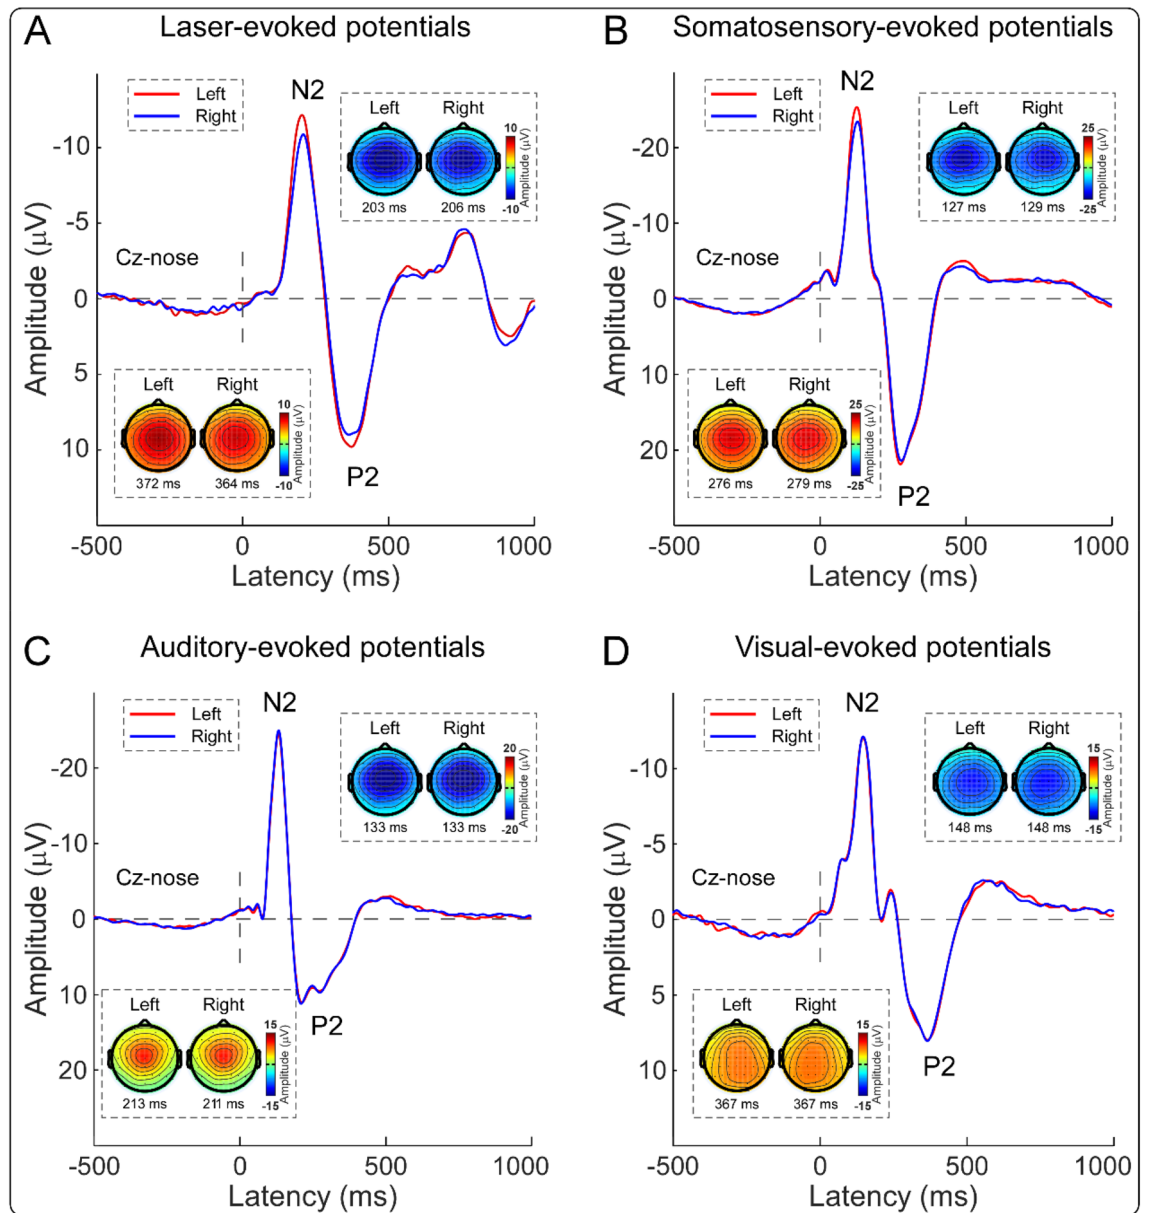 A
Laser-evoked potentials
Left
Right
N2
Left
Right
203 ms
206 ms
10
-10
Amplitude (μV)
-10
-5
0
5
10
Amplitude (μV)
Cz-nose
Left
Right
372 ms
364 ms
10
-10
Amplitude (μV)
P2
-500
0
500
1000
Latency (ms)
B
Somatosensory-evoked potentials
Left
Right
N2
Left
Right
127 ms
129 ms
25
-25
Amplitude (μV)
-20
-10
0
10
20
Amplitude (μV)
Cz-nose
Left
Right
276 ms
279 ms
25
-25
Amplitude (μV)
P2
-500
0
500
1000
Latency (ms)
C
Auditory-evoked potentials
Left
Right
N2
Left
Right
133 ms
133 ms
20
-20
Amplitude (μV)
-20
-10
0
10
20
Amplitude (μV)
Cz-nose
Left
Right
213 ms
211 ms
15
-15
Amplitude (μV)
P2
-500
0
500
1000
Latency (ms)
D
Visual-evoked potentials
Left
Right
N2
Left
Right
148 ms
148 ms
15
-15
Amplitude (μV)
-10
-5
0
5
10
Amplitude (μV)
Cz-nose
Left
Right
367 ms
367 ms
15
-15
Amplitude (μV)
P2
-500
0
500
1000
Latency (ms)